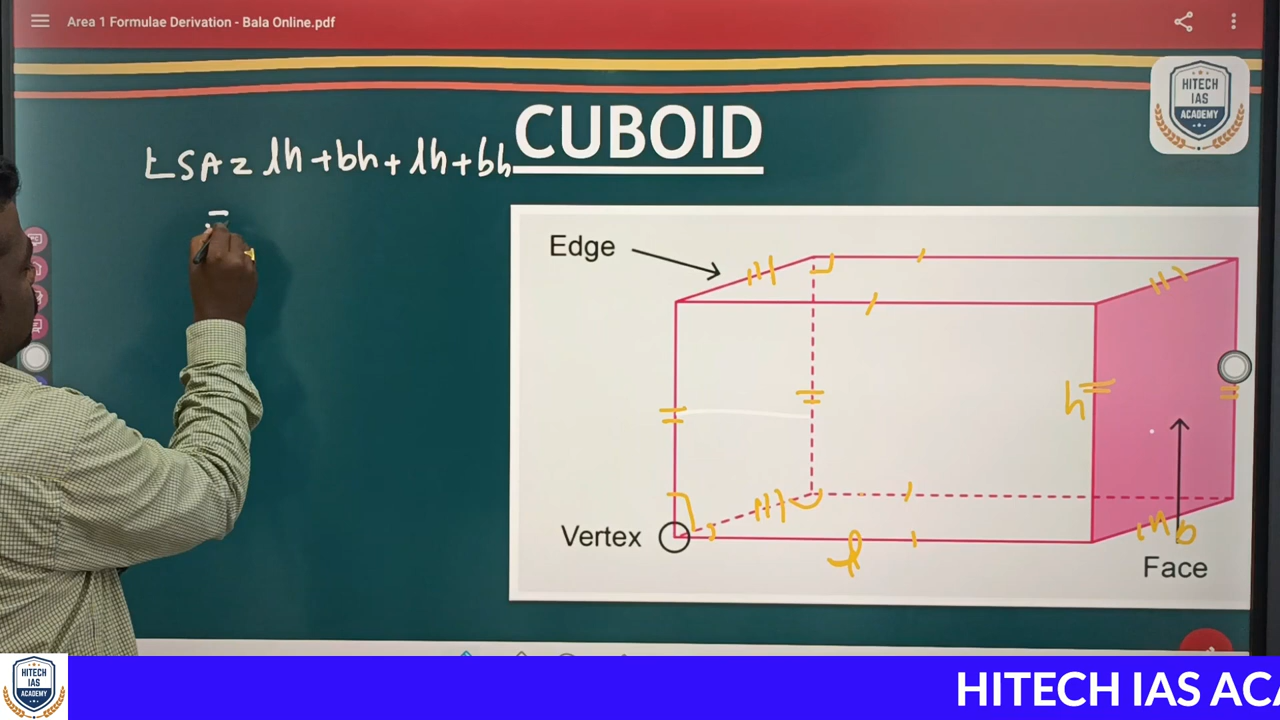 Area 1 Formulae Derivation - Bala Online.pdf
HITECH
IAS
ACADEMY
CUBOID
LSA = lh + bh + lh + bh
=
Edge
h
Vertex
l
b
Face
HITECH
IAS
ACADEMY
HITECH IAS ACA